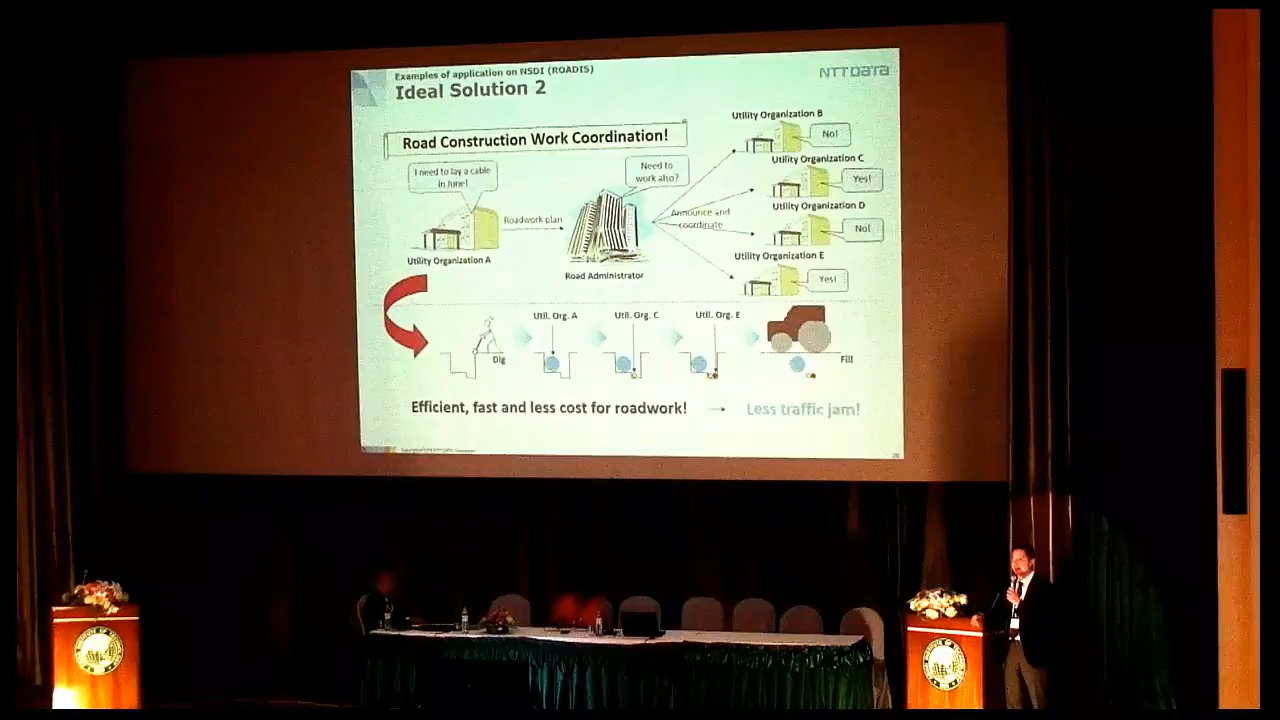 Examples of application on NSDI (ROADIS)
Ideal Solution 2
NTT DATA
Road Construction Work Coordination!
I need to lay a cable
in June!
Utility Organization A
Roadwork plan
Need to
work also?
Road Administrator
Announce and
coordinate
Utility Organization B
No!
Utility Organization C
Yes!
Utility Organization D
No!
Utility Organization E
Yes!
Dig
Util. Org. A
Util. Org. C
Util. Org. E
Fill
Efficient, fast and less cost for roadwork!
Less traffic jam!